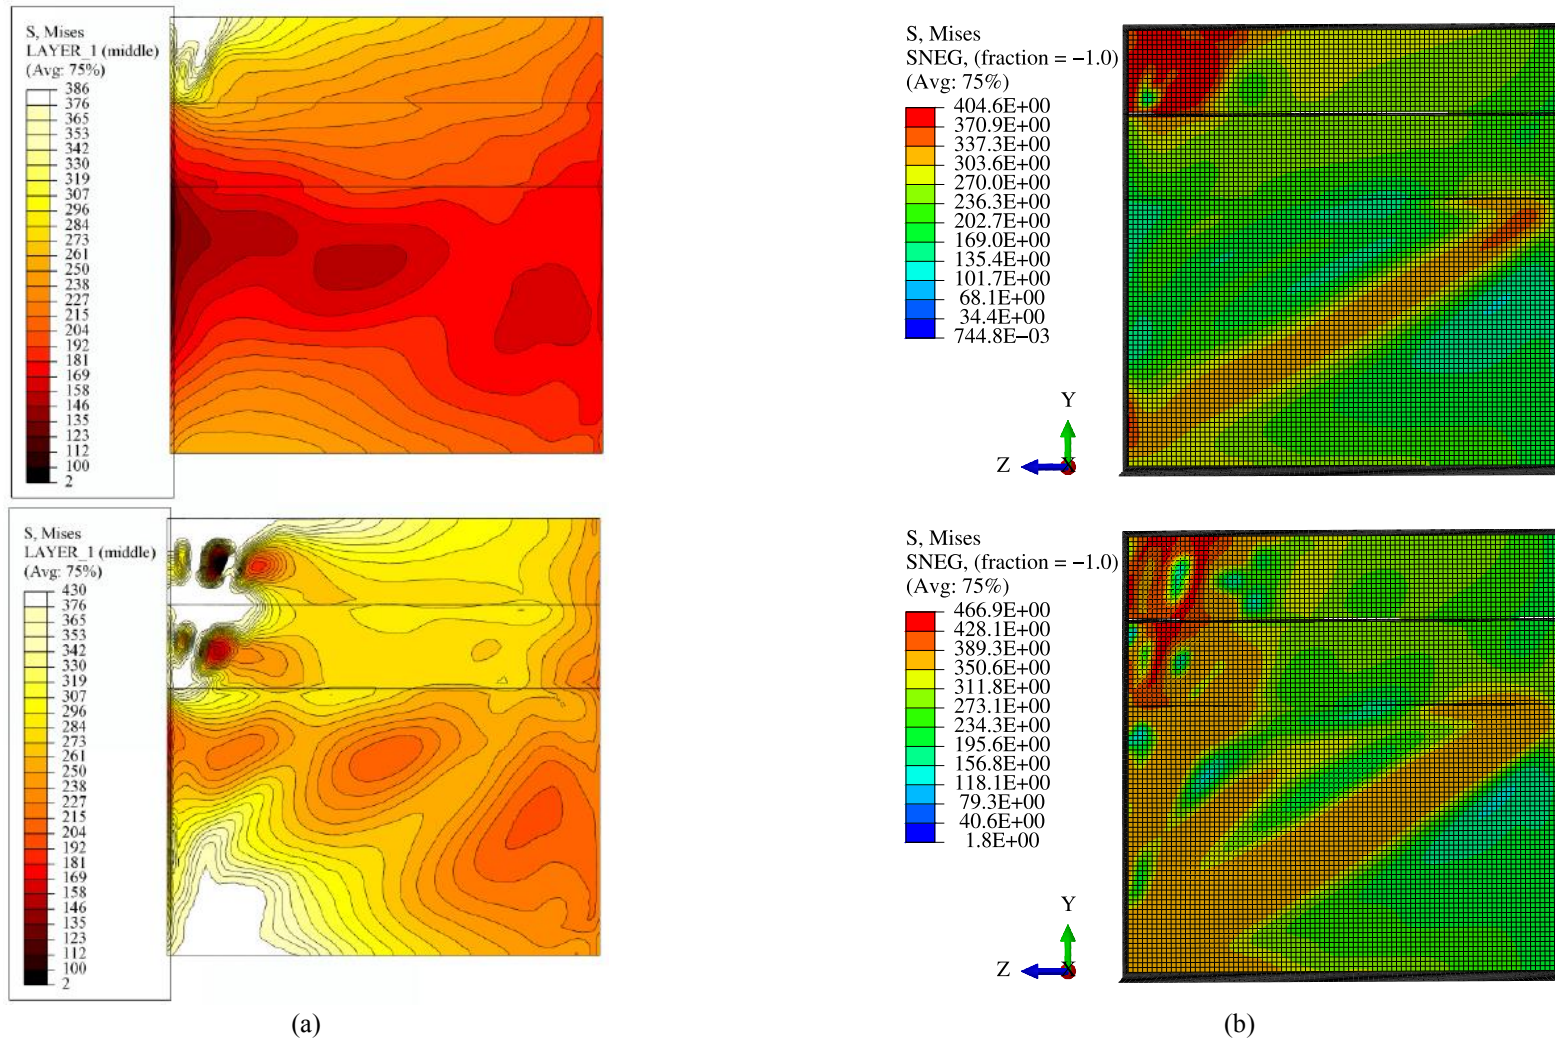 S, Mises
LAYER_1 (middle)
(Avg: 75%)
386
376
365
353
342
330
319
307
296
284
273
261
250
238
227
215
204
192
181
169
158
146
135
123
112
100
2
S, Mises
SNEG, (fraction = −1.0)
(Avg: 75%)
404.6E+00
370.9E+00
337.3E+00
303.6E+00
270.0E+00
236.3E+00
202.7E+00
169.0E+00
135.4E+00
101.7E+00
68.1E+00
34.4E+00
744.8E−03
Y
Z
X
S, Mises
LAYER_1 (middle)
(Avg: 75%)
430
376
365
353
342
330
319
307
296
284
273
261
250
238
227
215
204
192
181
169
158
146
135
123
112
100
2
S, Mises
SNEG, (fraction = −1.0)
(Avg: 75%)
466.9E+00
428.1E+00
389.3E+00
350.6E+00
311.8E+00
273.1E+00
234.3E+00
195.6E+00
156.8E+00
118.1E+00
79.3E+00
40.6E+00
1.8E+00
Y
Z
X
(a)
(b)